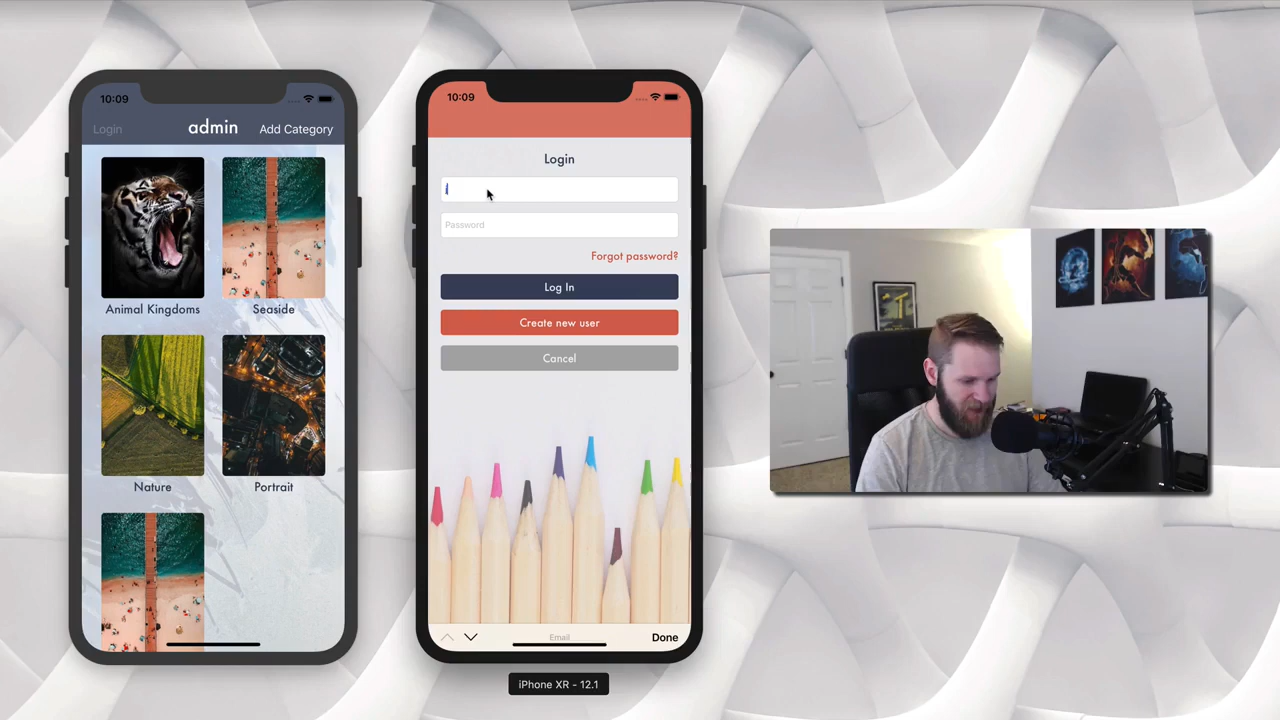 10:09
Login
admin
Add Category
Animal Kingdoms
Seaside
Nature
Portrait
10:09
Login
Password
Forgot password?
Log In
Create new user
Cancel
Email
Done
iPhone XR - 12.1